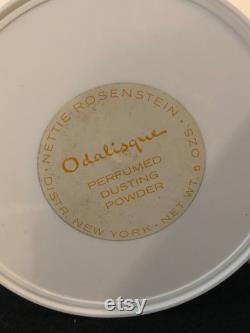 NETTIE ROSENSTEIN ·
Odalisque
PERFUMED
DUSTING
POWDER
DISTR. NEW YORK · NET WT. 6 OZS. ·
etsy